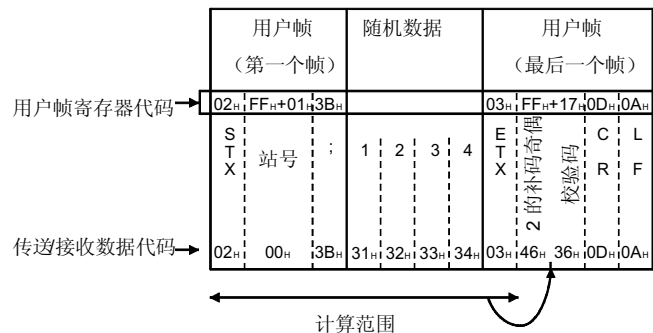 用户帧 随机数据 用户帧
（第一个帧） （最后一个帧）
用户帧寄存器代码 02H FFH+01H 3BH 03H FFH+17H 0DH 0AH
STX 站号 ; 1 2 3 4 ETX 2的补码奇偶校验码 CR LF
传送/接收数据代码 02H 00H 3BH 31H 32H 33H 34H 03H 46H 36H 0DH 0AH
计算范围